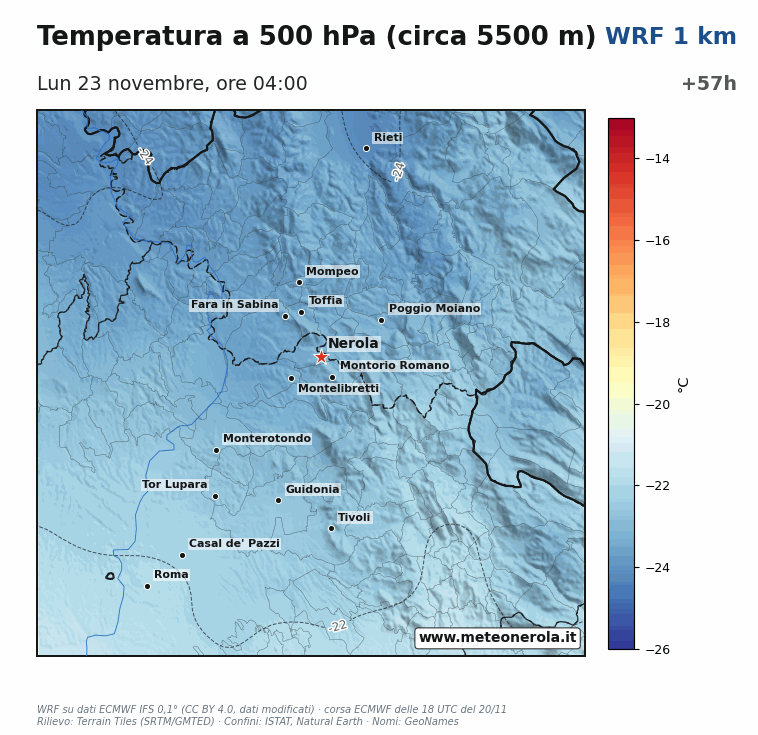 Temperatura a 500 hPa (circa 5500 m) WRF 1 km
Lun 23 novembre, ore 04:00 +57h
-24
Rieti
-24
Mompeo
Fara in Sabina
Toffia
Poggio Moiano
Nerola
Montorio Romano
Montelibretti
Monterotondo
Tor Lupara
Guidonia
Tivoli
Casal de' Pazzi
Roma
-22
www.meteonerola.it
−14
−16
−18
−20
−22
−24
−26
°C
WRF su dati ECMWF IFS 0,1° (CC BY 4.0, dati modificati) · corsa ECMWF delle 18 UTC del 20/11
Rilievo: Terrain Tiles (SRTM/GMTED) · Confini: ISTAT, Natural Earth · Nomi: GeoNames